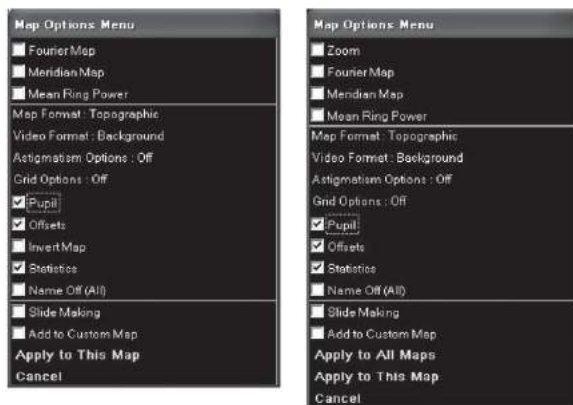 Map Options Menu
Fourier Map
Meridian Map
Mean Ring Power
Map Format : Topographic
Video Format : Background
Astigmatism Options : Off
Grid Options : Off
Pupil
Offsets
Invert Map
Statistics
Name Off (All)
Slide Making
Add to Custom Map
Apply to This Map
Cancel
Map Options Menu
Zoom
Fourier Map
Meridian Map
Mean Ring Power
Map Format : Topographic
Video Format : Background
Astigmatism Options : Off
Grid Options : Off
Pupil
Offsets
Statistics
Name Off (All)
Slide Making
Add to Custom Map
Apply to All Maps
Apply to This Map
Cancel